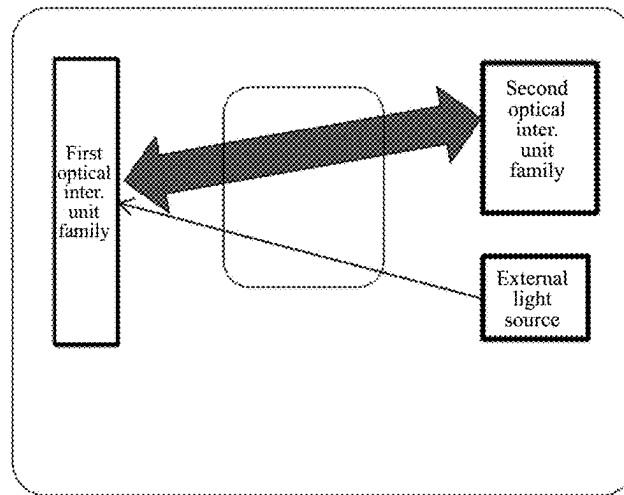 First
optical
inter.
unit
family
Second
optical
inter.
unit
family
External
light
source